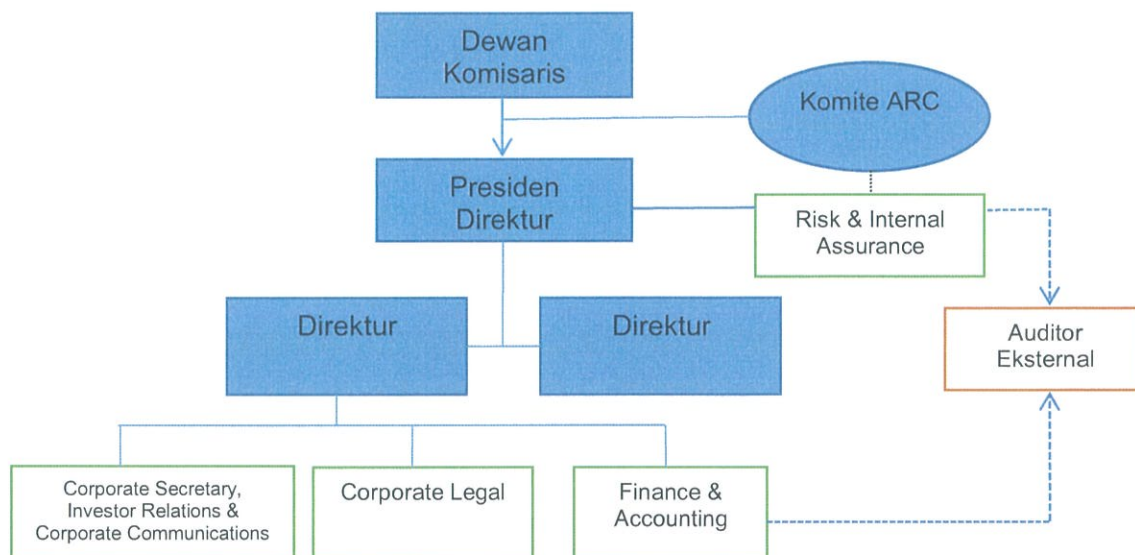 Dewan
Komisaris
Komite ARC
Presiden
Direktur
Risk & Internal
Assurance
Direktur
Direktur
Auditor
Eksternal
Corporate Secretary,
Investor Relations &
Corporate Communications
Corporate Legal
Finance &
Accounting